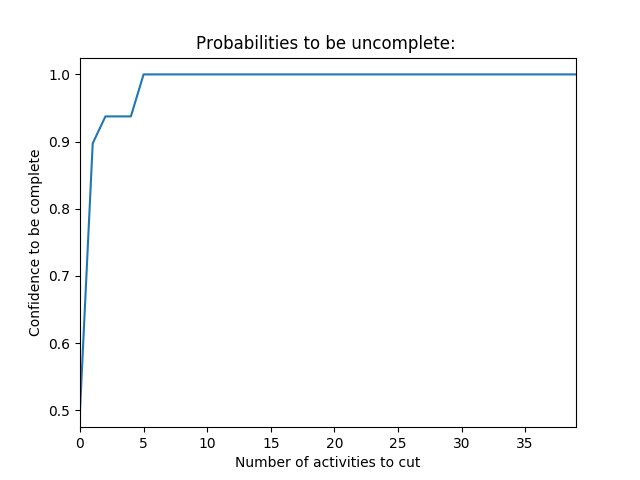 Probabilities to be uncomplete:
1.0
0.9
0.8
0.7
0.6
0.5
Confidence to be complete
0 5 10 15 20 25 30 35
Number of activities to cut